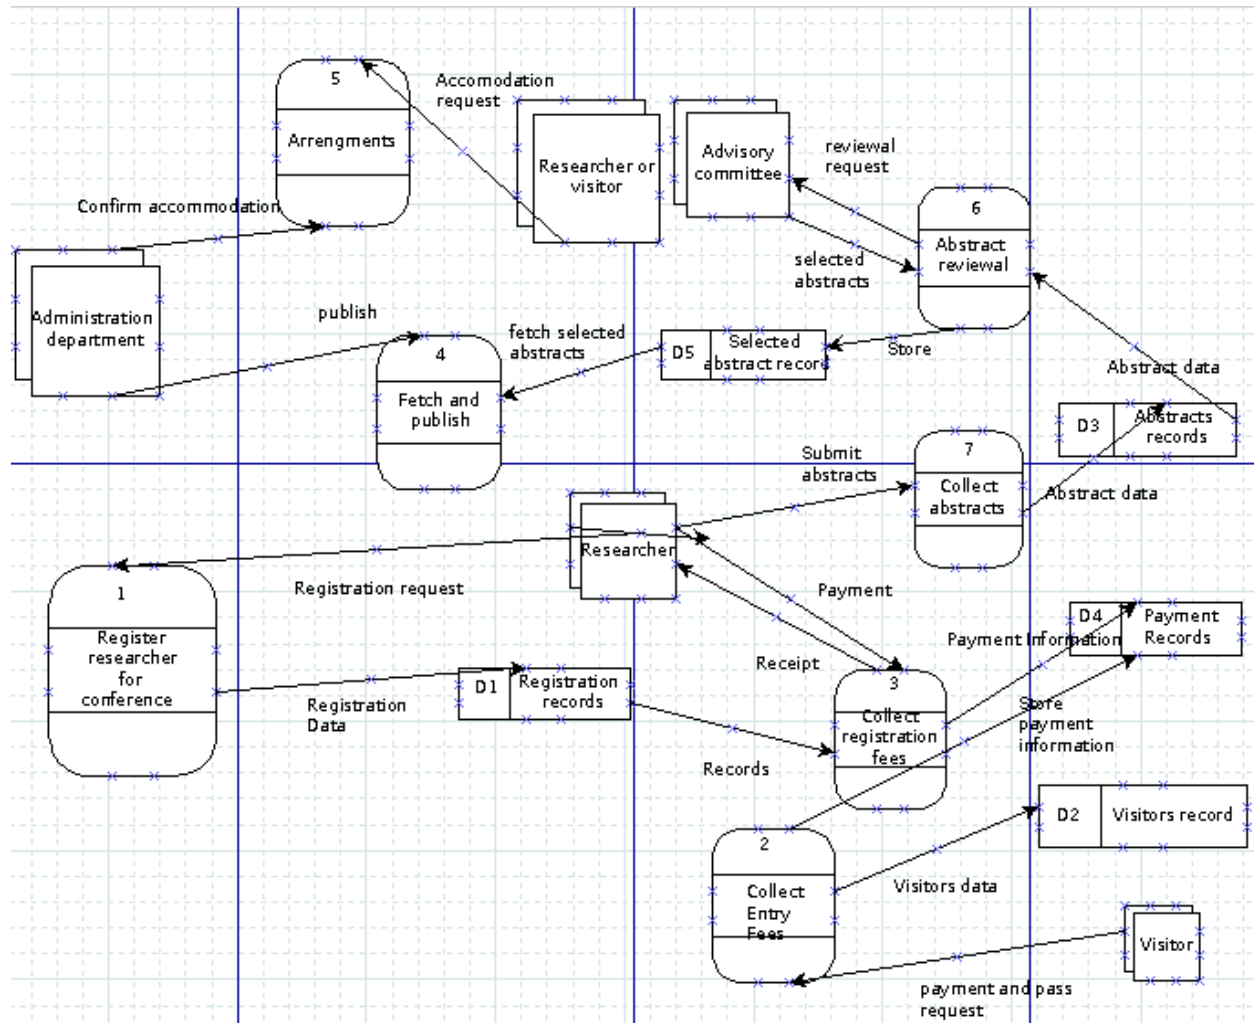 5
Arrengments
Accomodation
request
Researcher or
visitor
Advisory
committee
reviewal
request
6
Abstract
reviewal
Confirm accommodation
selected
abstracts
Administration
department
publish
4
Fetch and
publish
fetch selected
abstracts
D5
Selected
abstract record
Store
Abstract data
D3
Abstracts
records
7
Collect
abstracts
Submit
abstracts
Abstract data
Researcher
1
Register
researcher
for
conference
Registration request
Payment
Receipt
D4
Payment
Records
Payment Information
Registration
Data
D1
Registration
records
Records
3
Collect
registration
fees
Store
payment
information
D2
Visitors record
2
Collect
Entry
Fees
Visitors data
Visitor
payment and pass
request